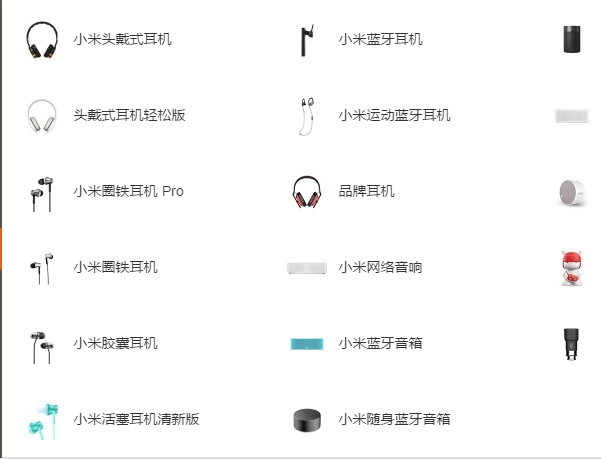 小米头戴式耳机
小米蓝牙耳机
头戴式耳机轻松版
小米运动蓝牙耳机
小米圈铁耳机 Pro
品牌耳机
小米圈铁耳机
小米网络音响
小米胶囊耳机
小米蓝牙音箱
小米活塞耳机清新版
小米随身蓝牙音箱